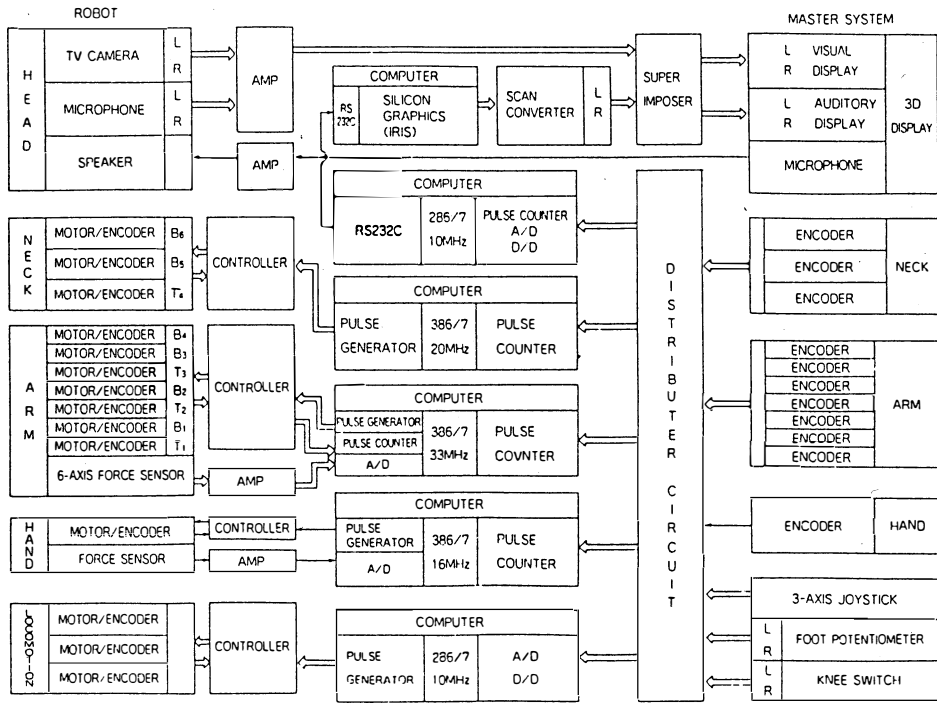 ROBOT
MASTER SYSTEM
HEAD
TV CAMERA
L
R
MICROPHONE
L
R
SPEAKER
AMP
AMP
COMPUTER
RS
232C
SILICON
GRAPHICS
(IRIS)
SCAN
CONVERTER
L
R
SUPER
IMPOSER
L VISUAL
R DISPLAY
L AUDITORY
R DISPLAY
MICROPHONE
3D
DISPLAY
COMPUTER
RS232C
286/7
10MHz
PULSE COUNTER
A/D
D/D
NECK
MOTOR/ENCODER B6
MOTOR/ENCODER B5
MOTOR/ENCODER T4
CONTROLLER
COMPUTER
PULSE
GENERATOR
386/7
20MHz
PULSE
COUNTER
DISTRIBUTER CIRCUIT
ENCODER
ENCODER
ENCODER
NECK
ARM
MOTOR/ENCODER B4
MOTOR/ENCODER B3
MOTOR/ENCODER T3
MOTOR/ENCODER B2
MOTOR/ENCODER T2
MOTOR/ENCODER B1
MOTOR/ENCODER T1
6-AXIS FORCE SENSOR
CONTROLLER
AMP
COMPUTER
PULSE GENERATOR
PULSE COUNTER
A/D
386/7
33MHz
PULSE
COVNTER
ENCODER
ENCODER
ENCODER
ENCODER
ENCODER
ENCODER
ENCODER
ARM
HAND
MOTOR/ENCODER
FORCE SENSOR
CONTROLLER
AMP
COMPUTER
PULSE
GENERATOR
A/D
386/7
16MHz
PULSE
COUNTER
ENCODER
HAND
LOCOMOTION
MOTOR/ENCODER
MOTOR/ENCODER
MOTOR/ENCODER
CONTROLLER
COMPUTER
PULSE
GENERATOR
286/7
10MHz
A/D
D/D
3-AXIS JOYSTICK
L
R
FOOT POTENTIOMETER
L
R
KNEE SWITCH